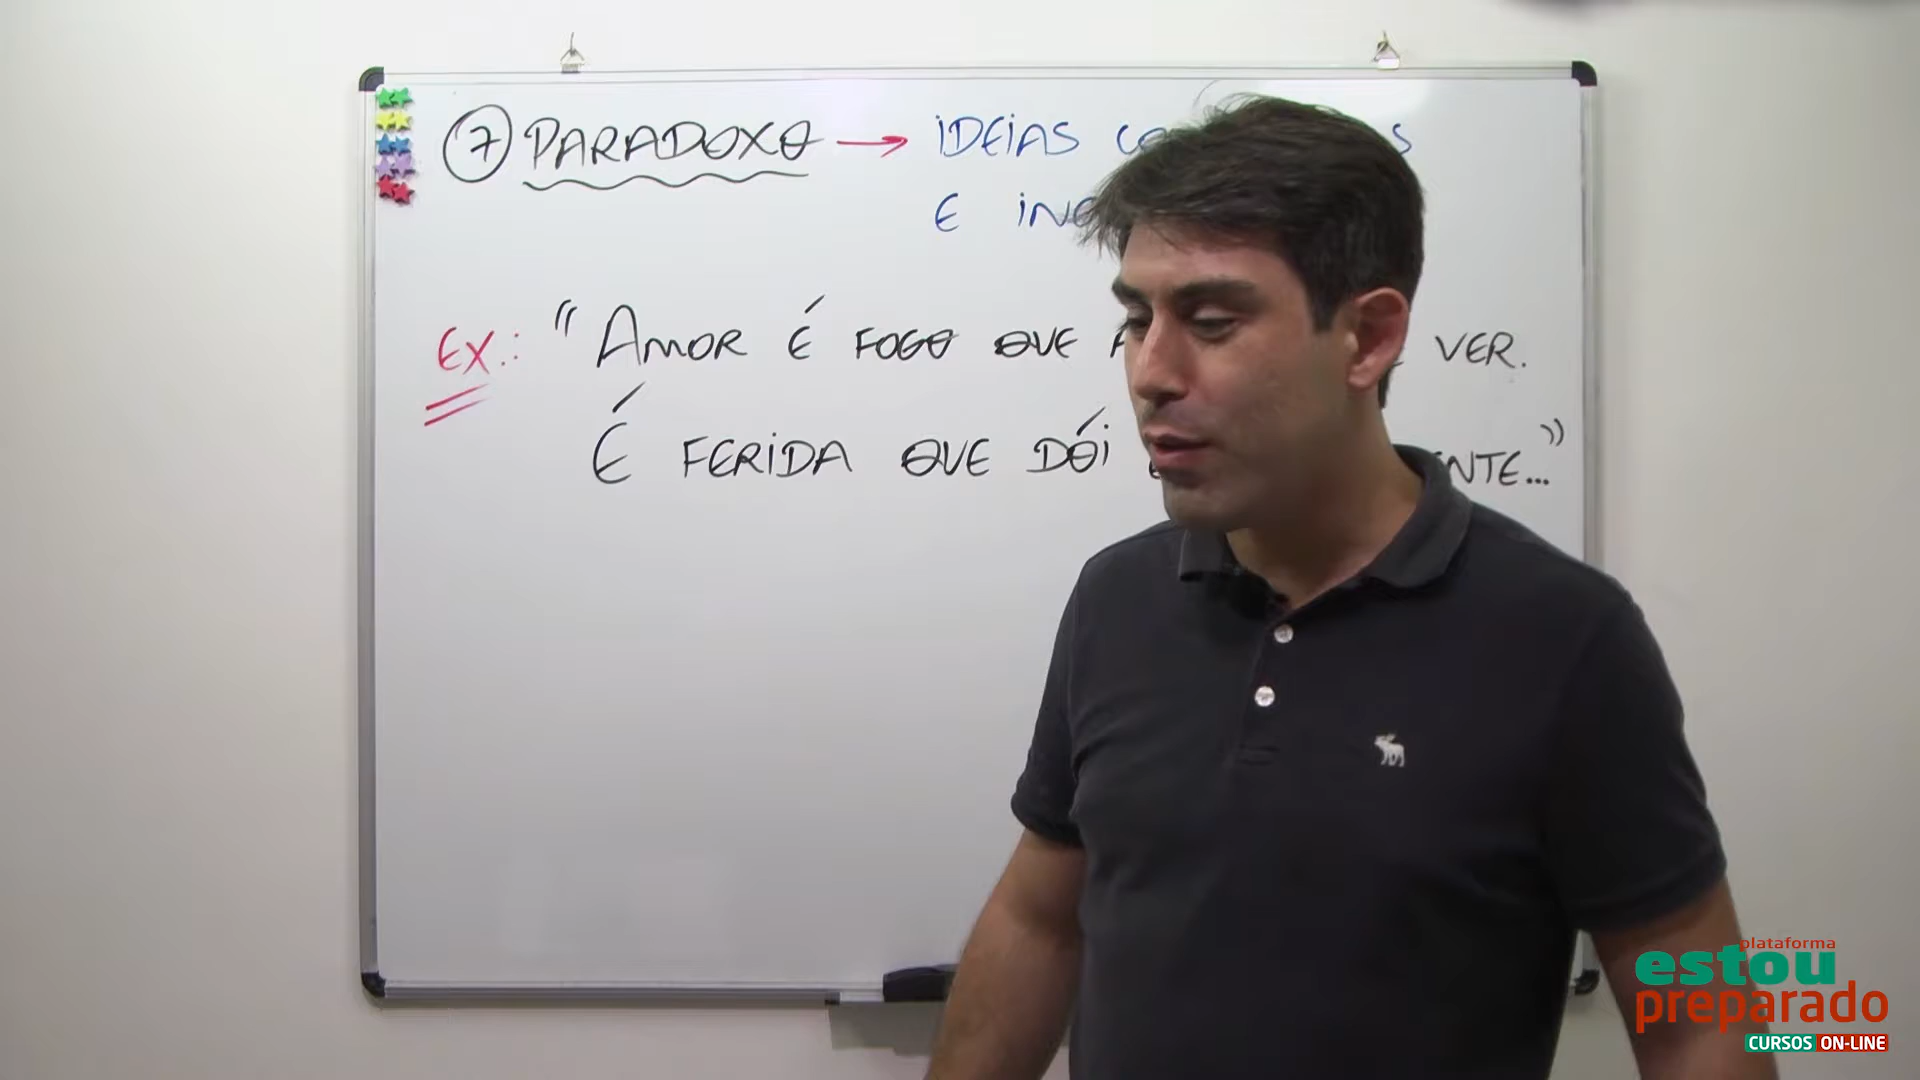 7 PARADOXO → IDEIAS
E
EX.: "AMOR É FOGO QUE VER.
É FERIDA QUE DÓI ..."
plataforma
estou
preparado
CURSOS ON-LINE